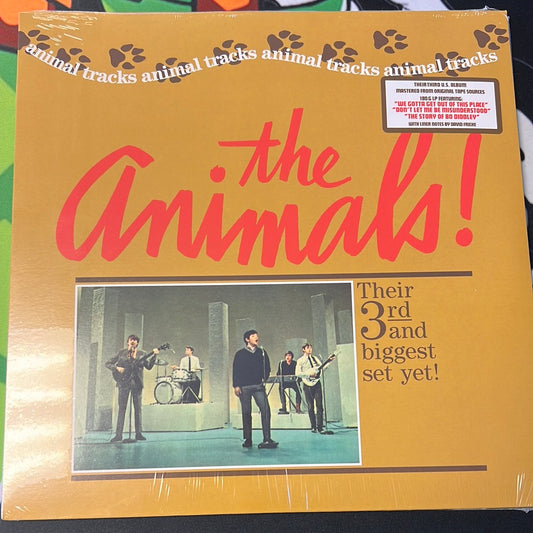 animal tracks animal tracks animal tracks animal tracks
THEIR THIRD U.S. ALBUM
MASTERED FROM ORIGINAL TAPE SOURCES
180G LP FEATURING:
"WE GOTTA GET OUT OF THIS PLACE"
"DON'T LET ME BE MISUNDERSTOOD"
"THE STORY OF BO DIDDLEY"
WITH LINER NOTES BY DAVID FRICKE
the
Animals!
Their
3rd
and
biggest
set yet!